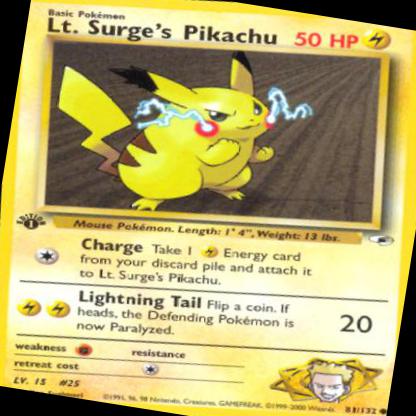 Basic Pokémon
Lt. Surge's Pikachu 50 HP
EDITION 1
Mouse Pokémon. Length: 1' 4", Weight: 13 lbs.
Charge Take 1 Energy card
from your discard pile and attach it
to Lt. Surge's Pikachu.
Lightning Tail Flip a coin. If
heads, the Defending Pokémon is
now Paralyzed.
20
weakness resistance
retreat cost
LV. 15 #25
©1995, 96, 98 Nintendo, Creatures, GAMEFREAK. ©1999-2000 Wizards.
81/132